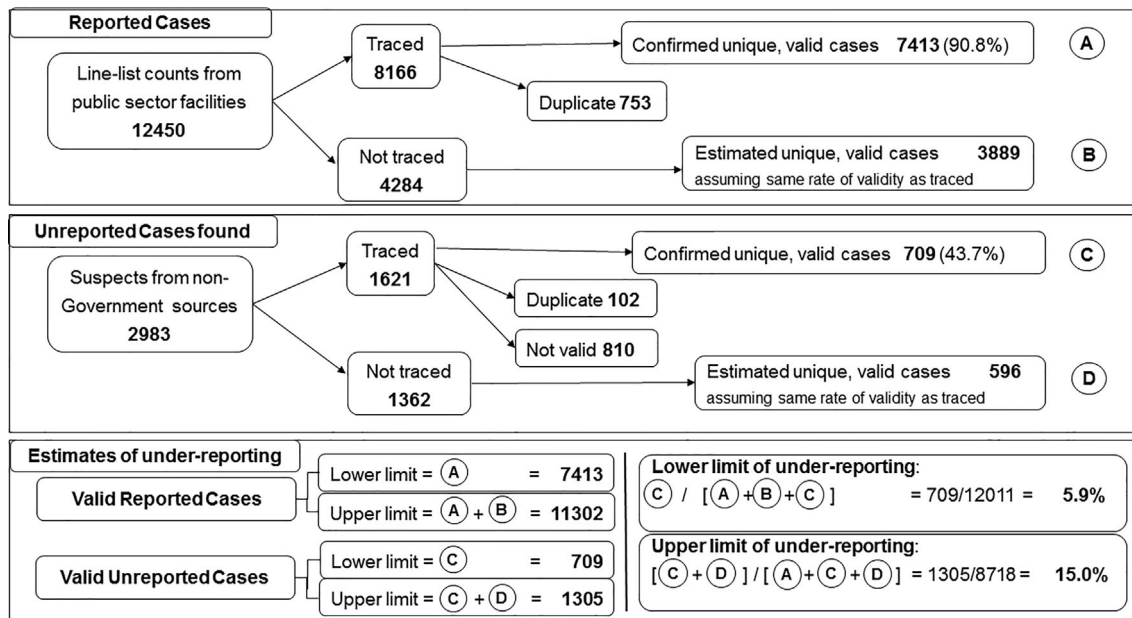 Reported Cases
Line-list counts from
public sector facilities
12450
Traced
8166
Confirmed unique, valid cases 7413 (90.8%)
A
Duplicate 753
Not traced
4284
Estimated unique, valid cases 3889
assuming same rate of validity as traced
B
Unreported Cases found
Suspects from non-
Government sources
2983
Traced
1621
Confirmed unique, valid cases 709 (43.7%)
C
Duplicate 102
Not valid 810
Not traced
1362
Estimated unique, valid cases 596
assuming same rate of validity as traced
D
Estimates of under-reporting
Valid Reported Cases
Lower limit = A = 7413
Upper limit = A + B = 11302
Valid Unreported Cases
Lower limit = C = 709
Upper limit = C + D = 1305
Lower limit of under-reporting:
C / [ A + B + C ] = 709/12011 = 5.9%
Upper limit of under-reporting:
[ C + D ] / [ A + C + D ] = 1305/8718 = 15.0%